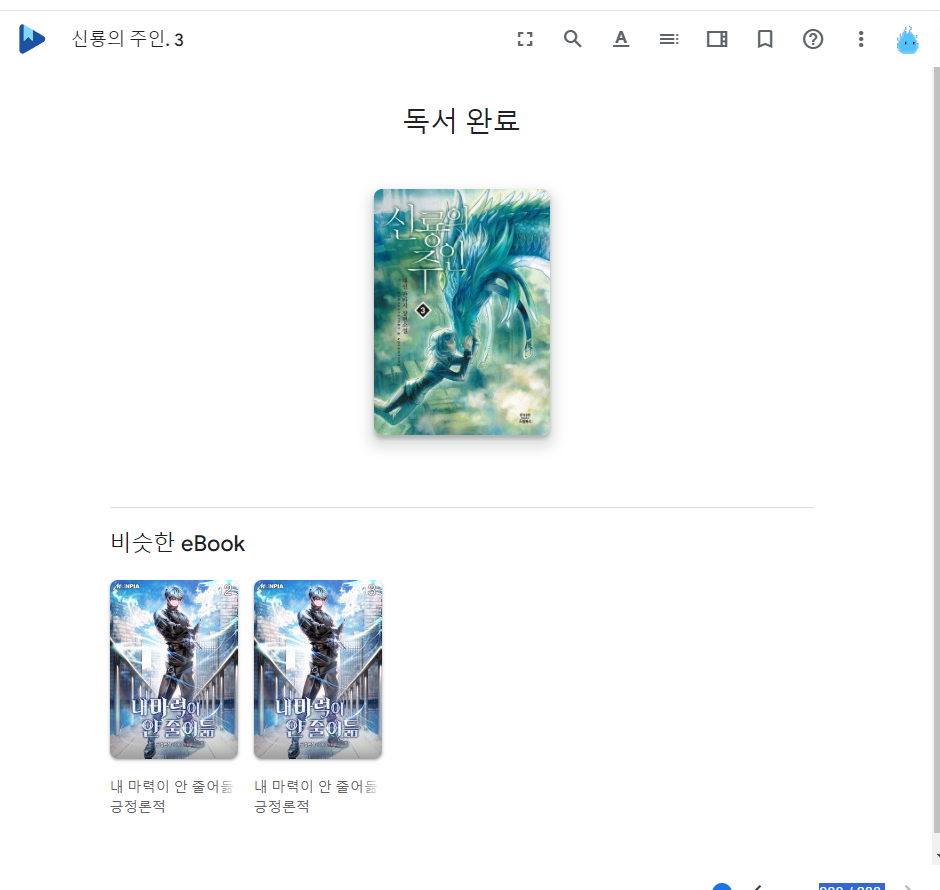 신룡의 주인. 3
독서 완료
신룡의
주인
3
비슷한 eBook
MUNPIA
2
MUNPIA
3
내 마력이
안 줄어듦
내 마력이
안 줄어듦
내 마력이 안 줄어듦
내 마력이 안 줄어듦
긍정론적
긍정론적